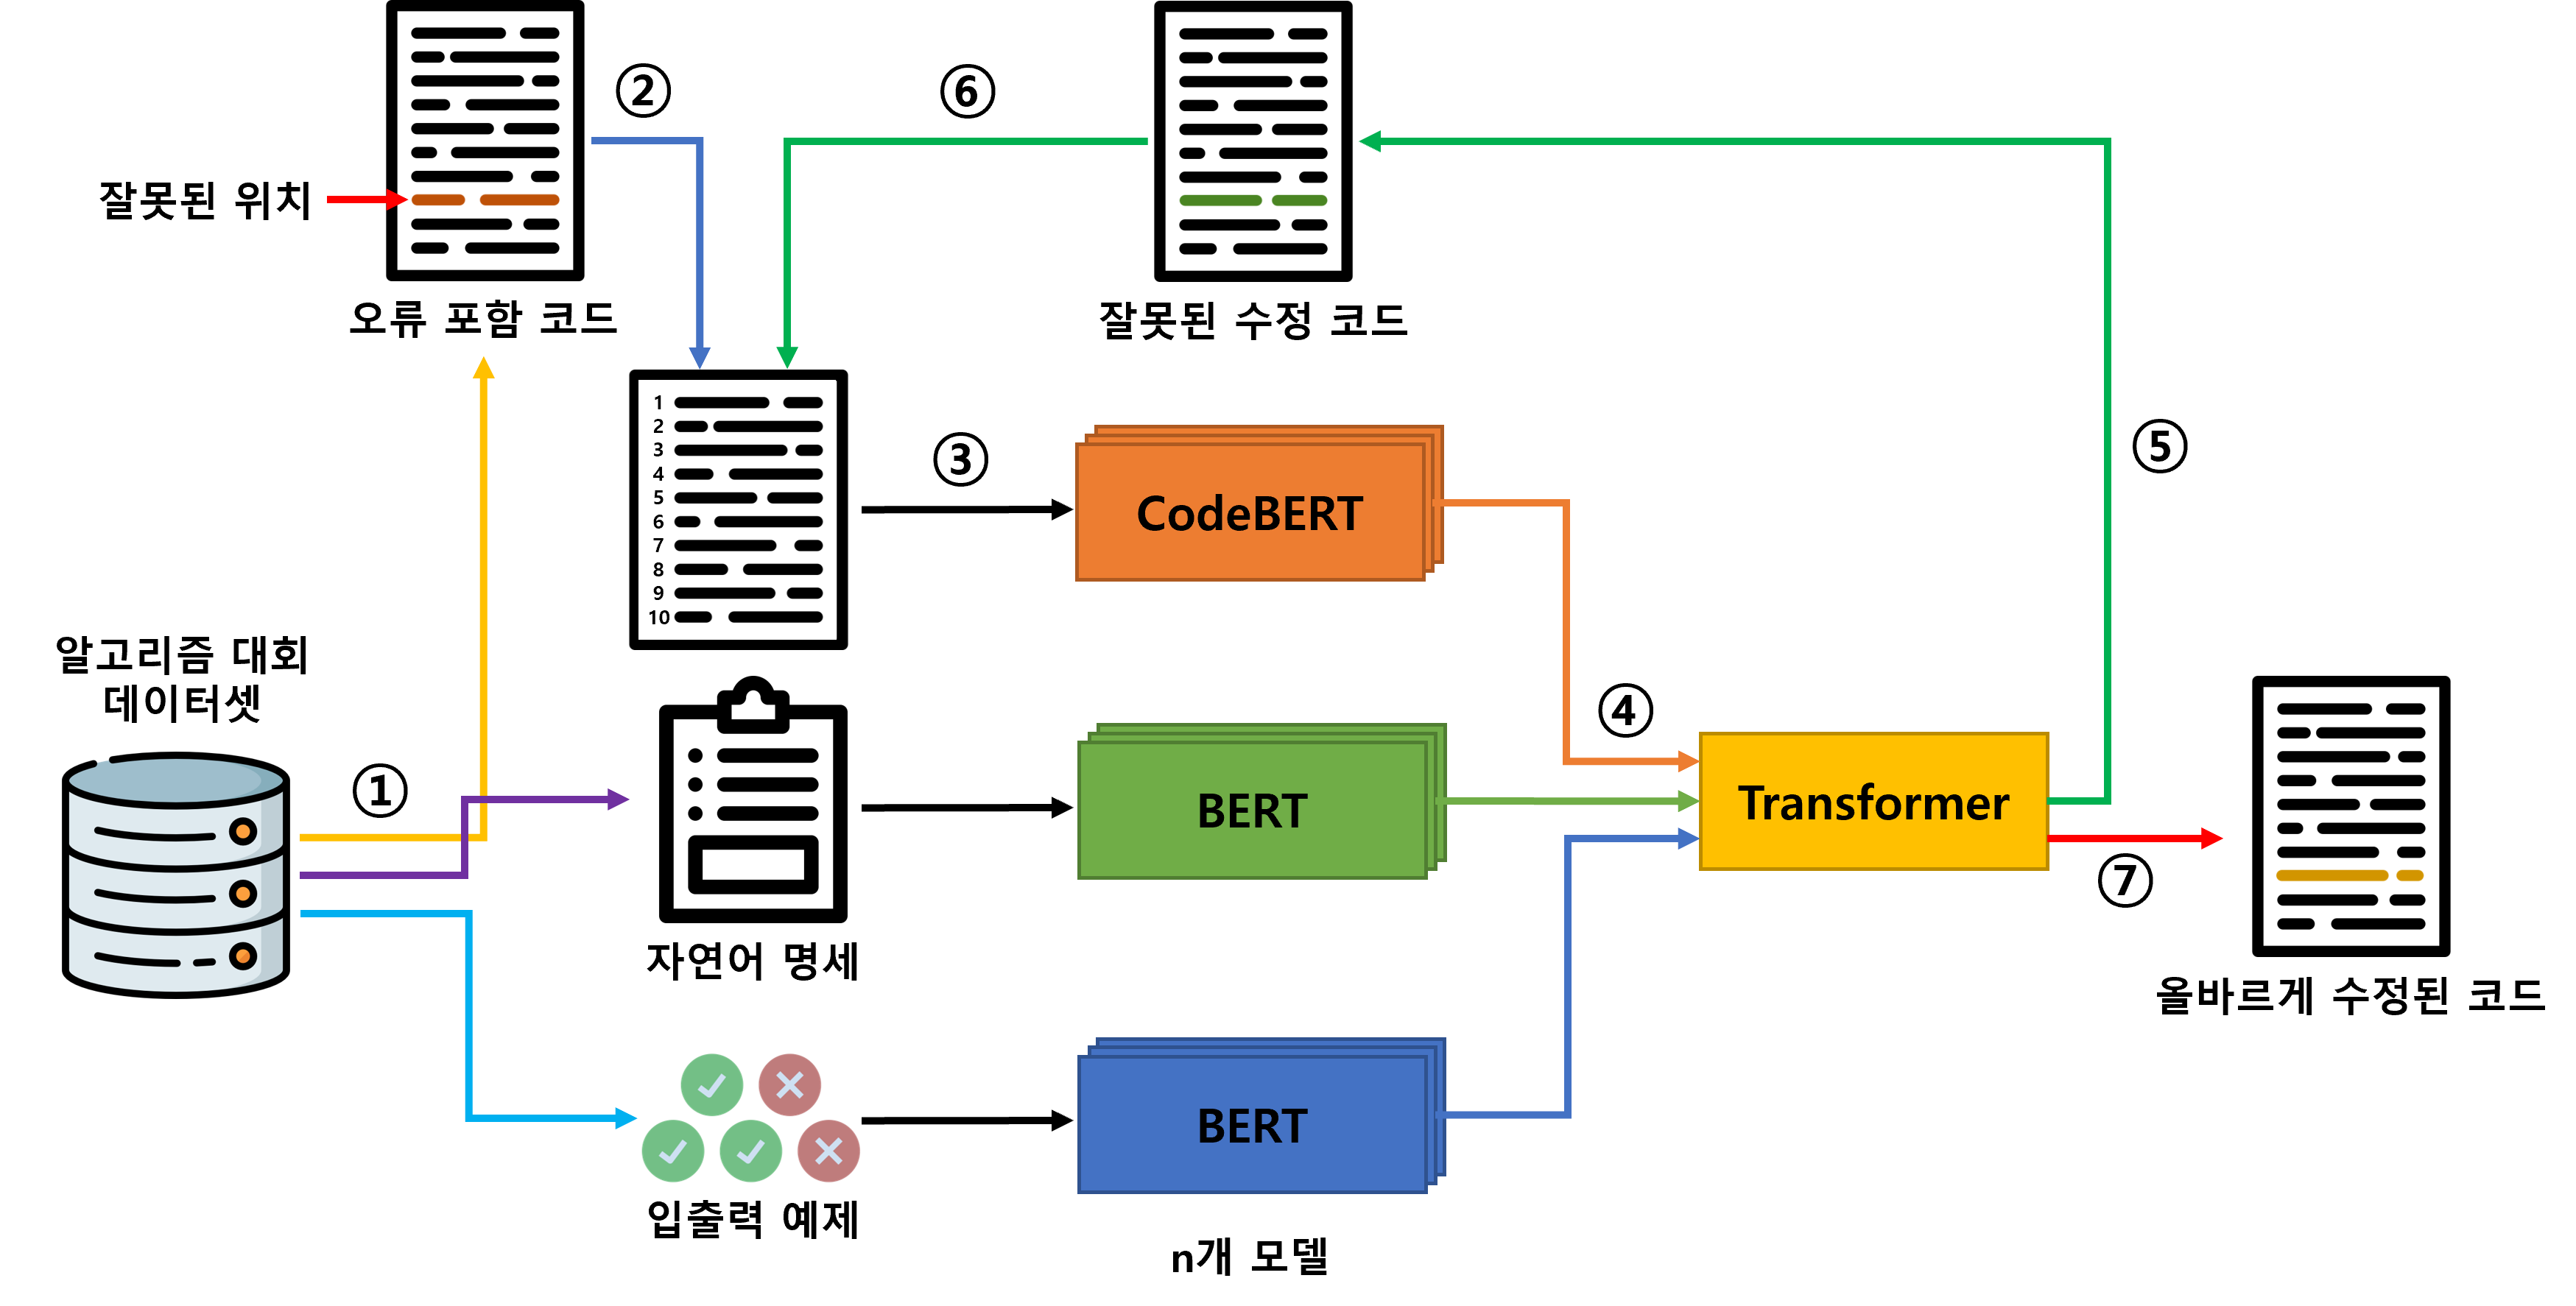 ②
⑥
잘못된 위치
오류 포함 코드
잘못된 수정 코드
1
2
3
4
5
6
7
8
9
10
③
CodeBERT
⑤
알고리즘 대회
데이터셋
①
④
BERT
Transformer
⑦
자연어 명세
올바르게 수정된 코드
BERT
입출력 예제
n개 모델